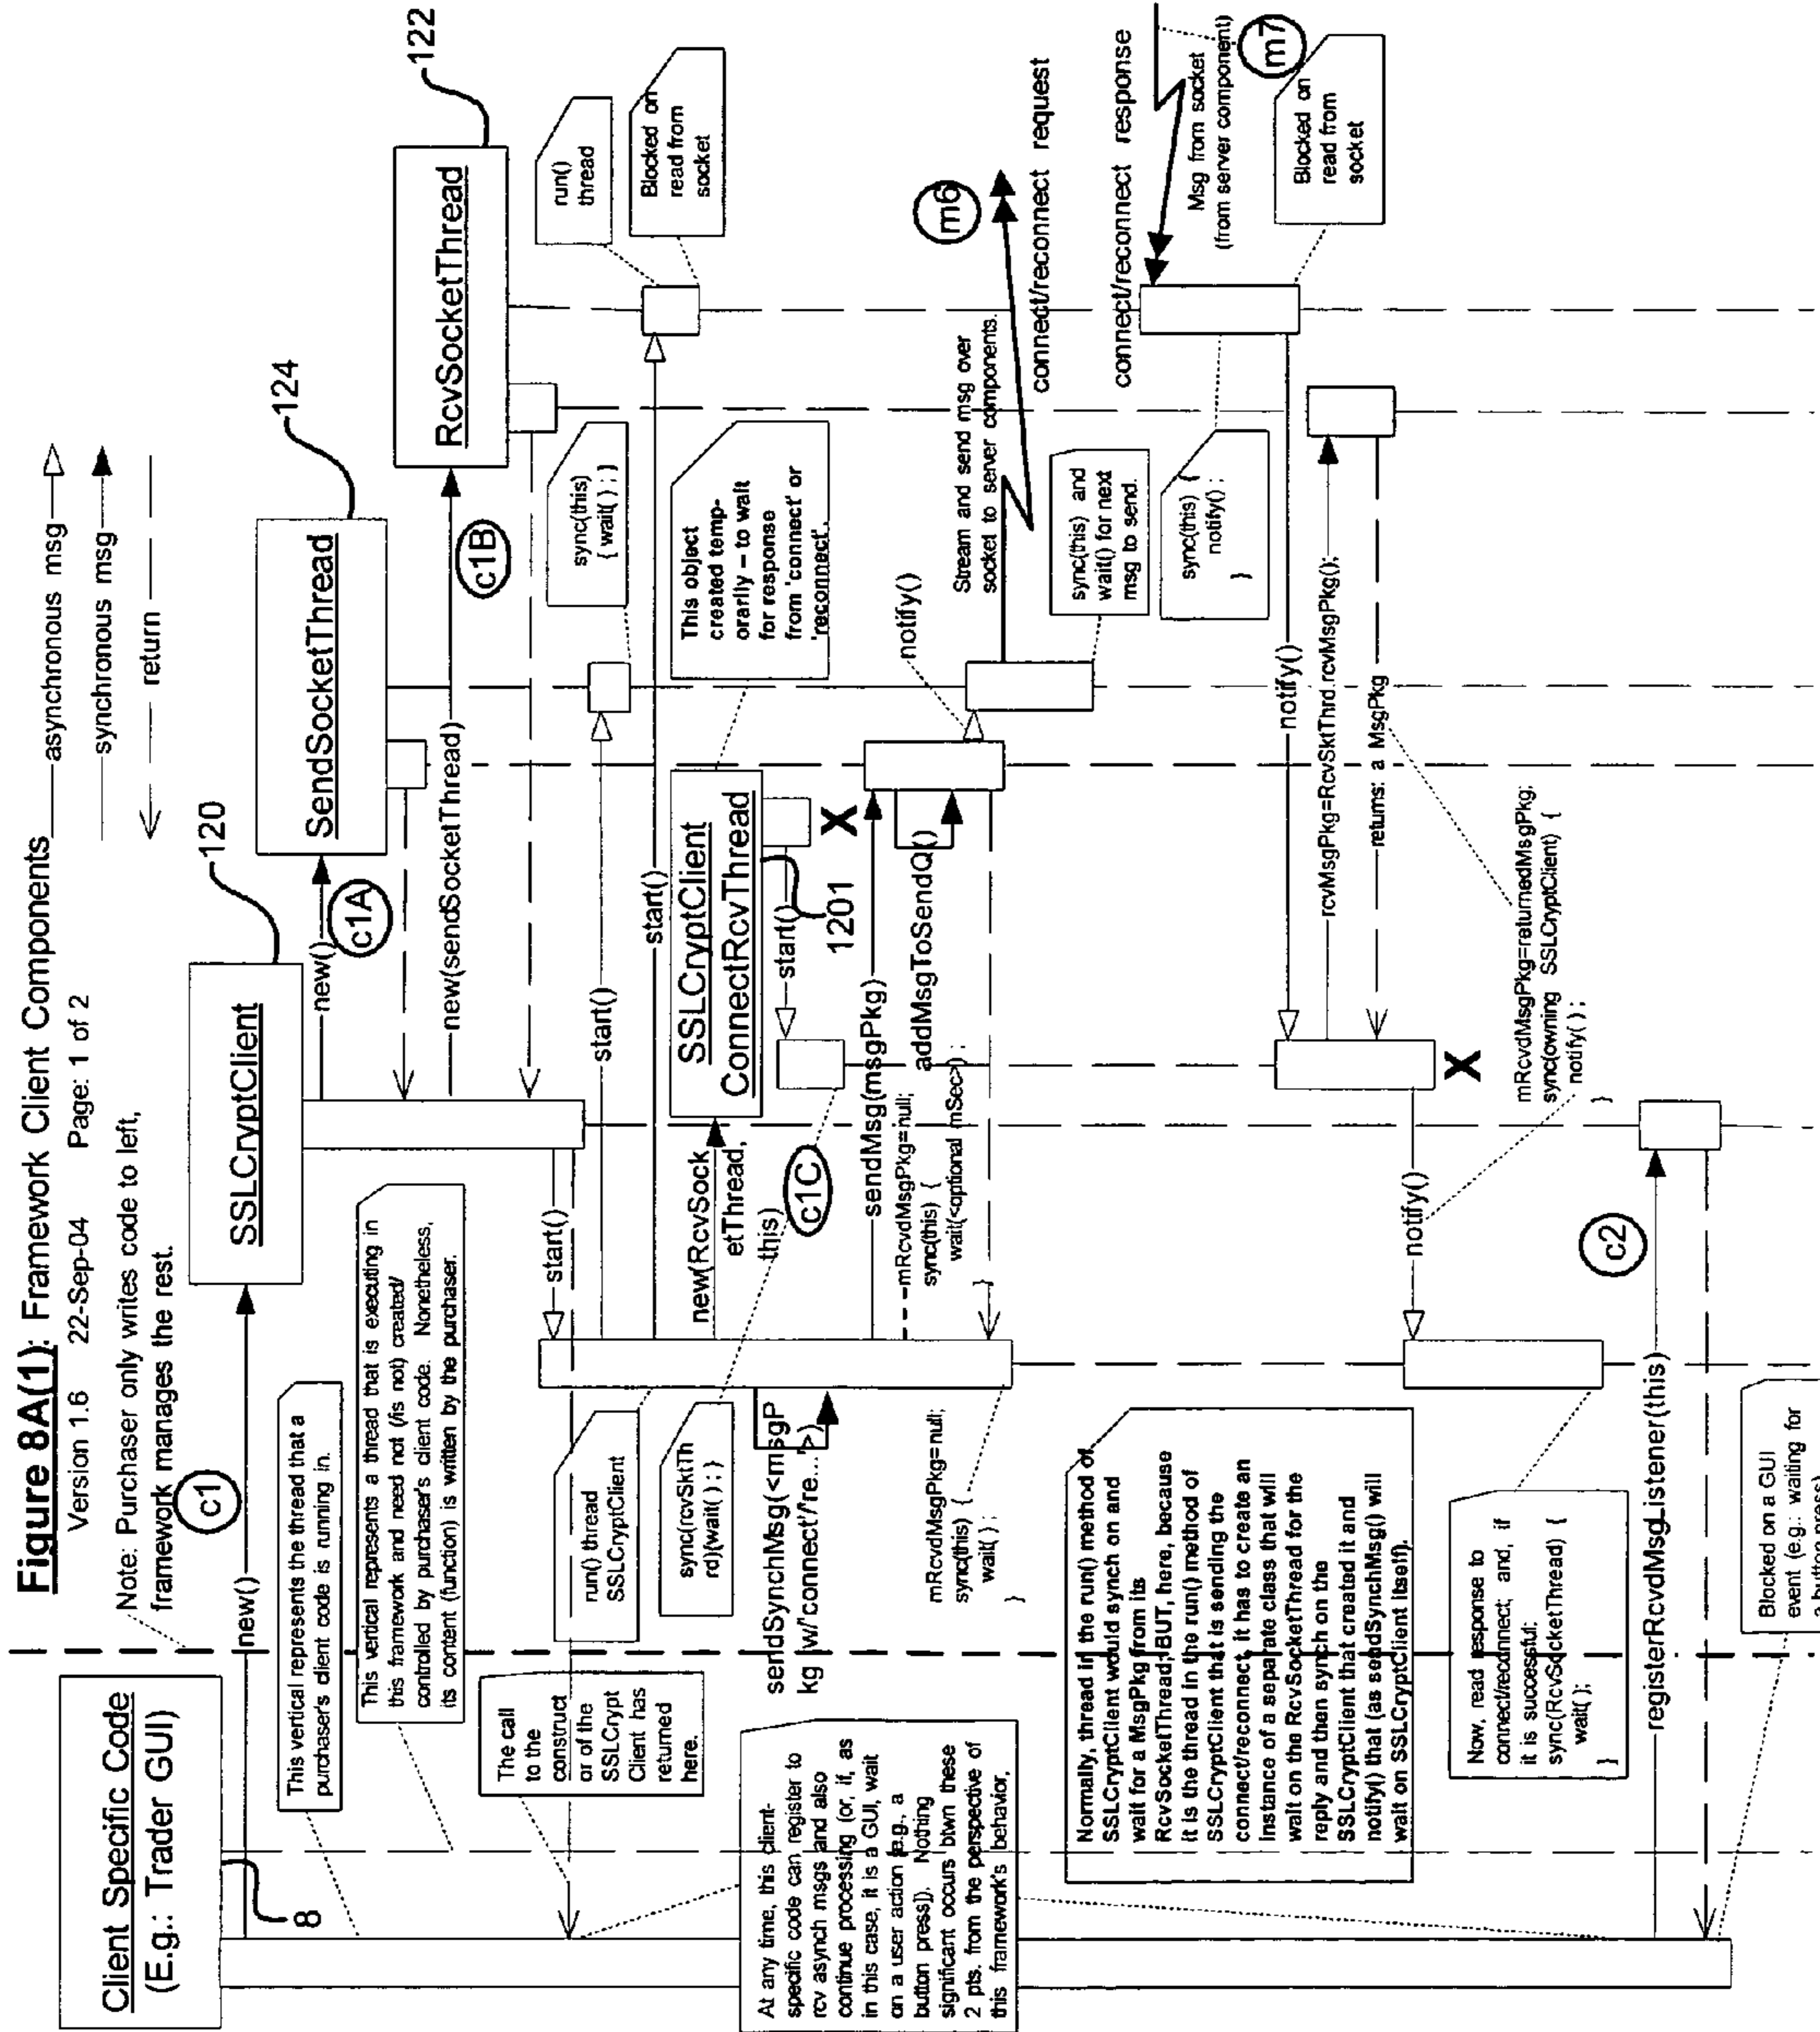 Figure 8A(1): Framework Client Components
Version 1.6 22-Sep-04 Page: 1 of 2
Note: Purchaser only writes code to left,
framework manages the rest.
asynchronous msg
synchronous msg
return
Client Specific Code
(E.g.: Trader GUI)
8
SSLCryptClient
120
SendSocketThread
124
RcvSocketThread
122
c1
new()
new()
c1A
new(sendSocketThread)
c1B
This vertical represents the thread that a
purchaser's client code is running in.
This vertical represents a thread that is executing in
this framework and need not (/is not) created/
controlled by purchaser's client code. Nonetheless,
its content (function) is written by the purchaser.
The call
to the
construct
or of the
SSLCrypt
Client has
returned
here.
start()
run() thread
SSLCryptClient
start()
sync(this)
{ wait( ) ; }
start()
run()
thread
Blocked on
read from
socket
new(RcvSock
etThread,
this)
SSLCryptClient
ConnectRcvThread
1201
start()
X
This object
created temp-
orarily – to wait
for response
from 'connect' or
'reconnect'.
c1C
sync(rcvSktTh
rd){wait( ) ; }
sendSynchMsg(<msgP
kg [w/'connect'/re...'>)
sendMsg(msgPkg)
addMsgToSendQ()
mRcvdMsgPkg=null;
sync(this) {
wait(<optional mSec>) ;
}
mRcvdMsgPkg=null;
sync(this) {
wait( ) ;
}
notify()
Stream and send msg over
socket to server components.
m6
connect/reconnect request
sync(this) and
wait() for next
msg to send.
connect/reconnect response
Msg from socket
(from server component)
m7
Blocked on
read from
socket
sync(this) {
notify() ;
}
notify()
At any time, this client-
specific code can register to
rcv asynch msgs and also
continue processing (or, if, as
in this case, it is a GUI, wait
on a user action [e.g., a
button press]). Nothing
significant occurs btwn these
2 pts. from the perspective of
this framework's behavior,
Normally, thread in the run() method of
SSLCryptClient would synch on and
wait for a MsgPkg from its
RcvSocketThread;BUT, here, because
it is the thread in the run() method of
SSLCryptClient that is sending the
connect/reconnect, it has to create an
instance of a separate class that will
wait on the RcvSocketThread for the
reply and then synch on the
SSLCryptClient that created it and
notify() that (as sendSynchMsg() will
wait on SSLCryptClient itself).
rcvMsgPkg=RcvSktThrd.rcvMsgPkg();
returns: a MsgPkg
X
mRcvdMsgPkg=returnedMsgPkg;
sync(owning SSLCryptClient) {
notify( ) ;
}
notify()
Now, read response to
connect/reconnect; and, if
it is successful:
sync(RcvSocketThread) {
wait( );
}
c2
registerRcvdMsgListener(this)
Blocked on a GUI
event (e.g.: waiting for
a button press)